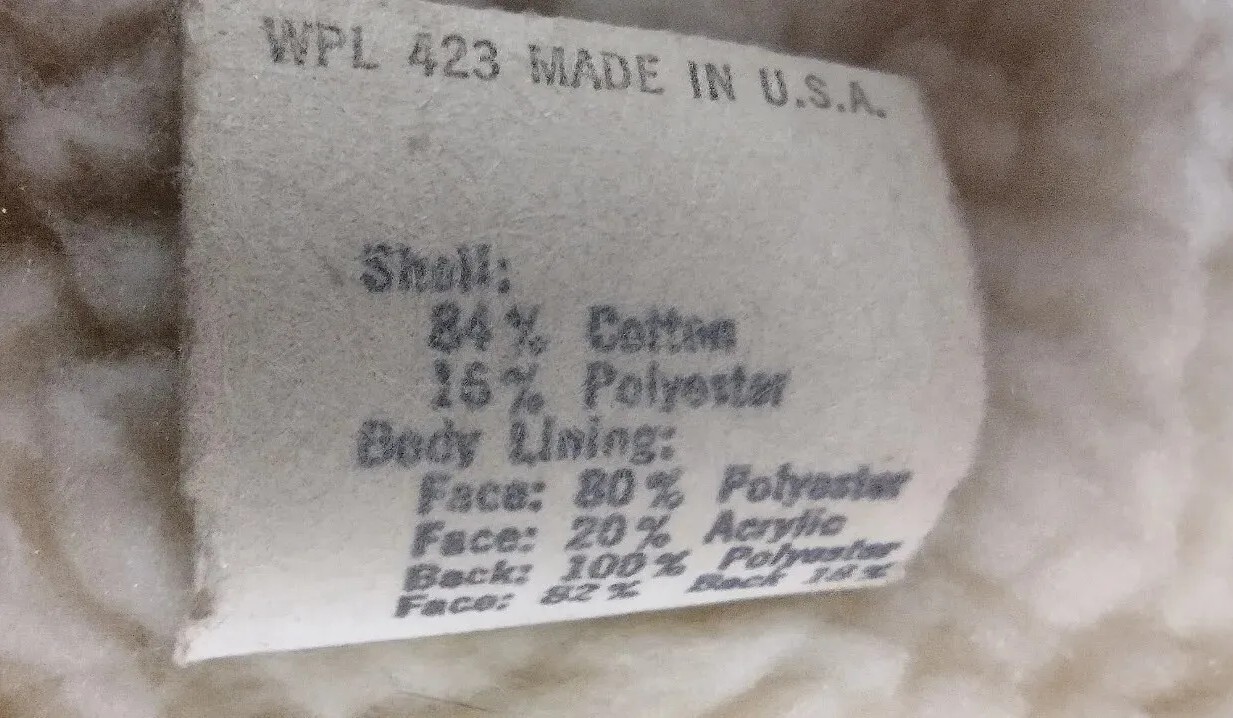 WPL 423 MADE IN U.S.A.
Shell:
84% Cotton
16% Polyester
Body Lining:
Face: 80% Polyester
Face: 20% Acrylic
Back: 100% Polyester
Face: 82% Back 18%